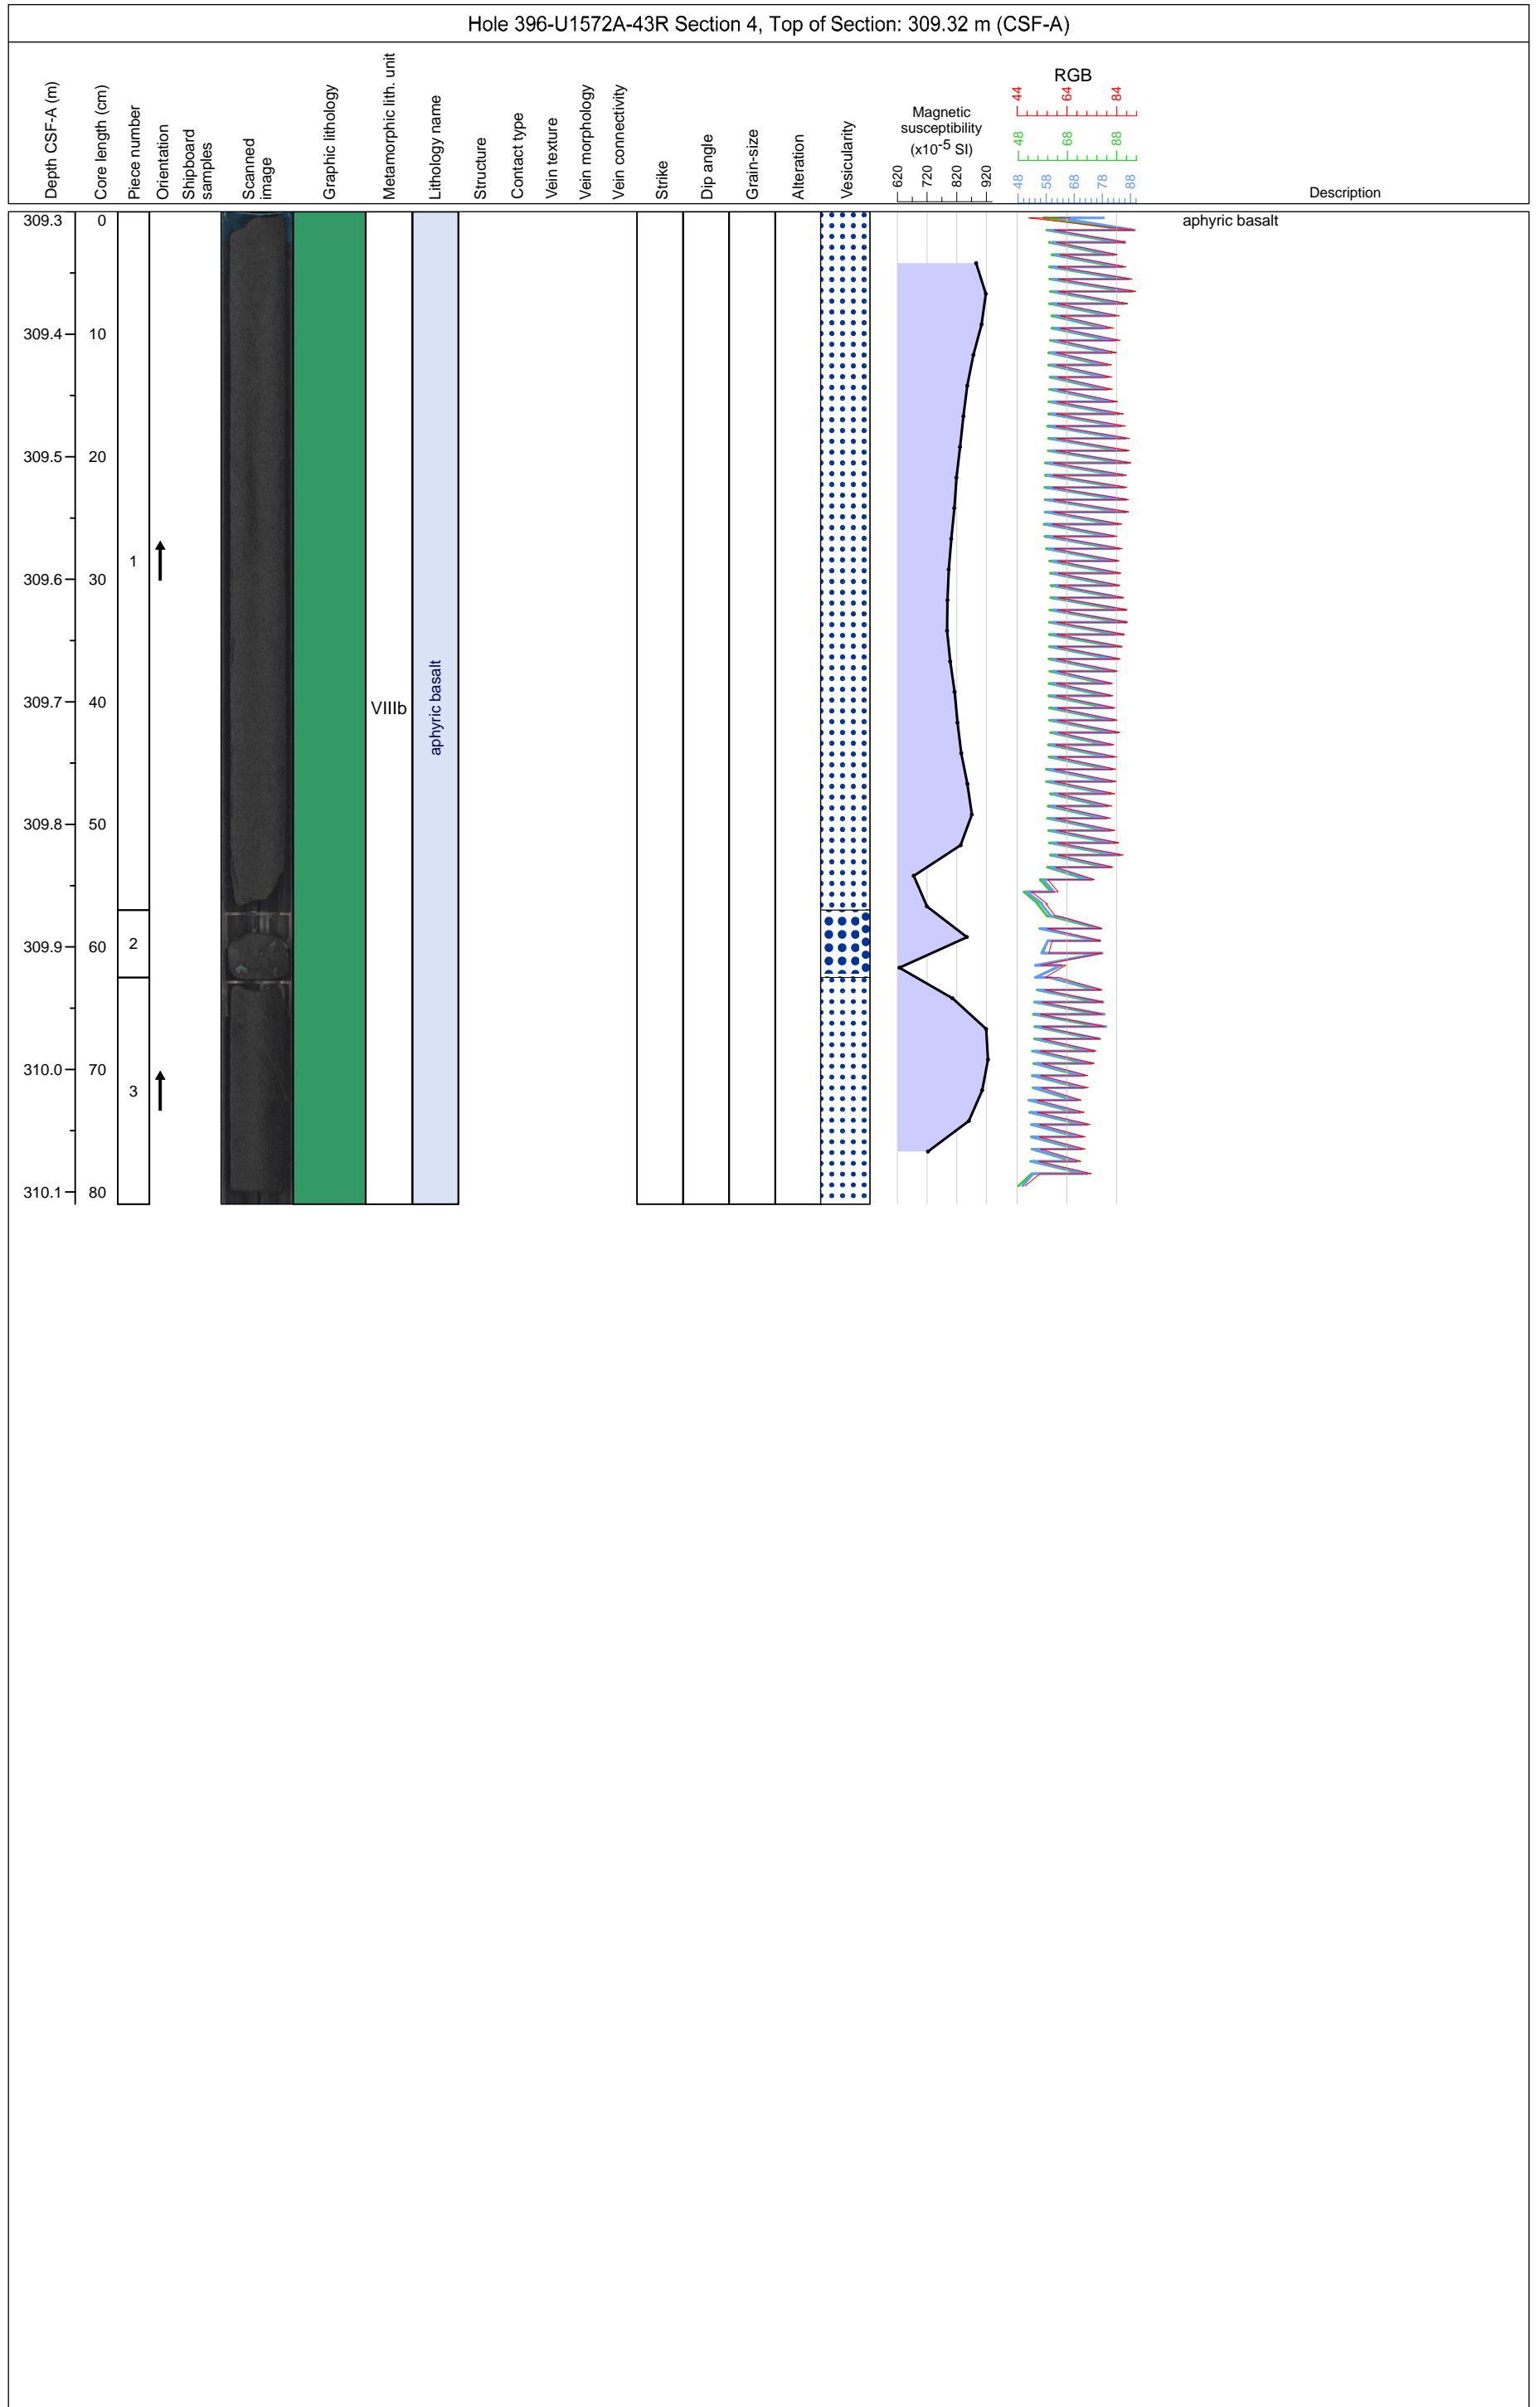 Hole 396-U1572A-43R Section 4, Top of Section: 309.32 m (CSF-A)
Depth CSF-A (m)
Core length (cm)
Piece number
Orientation
Shipboard
samples
Scanned
image
Graphic lithology
Metamorphic lith. unit
Lithology name
Structure
Contact type
Vein texture
Vein morphology
Vein connectivity
Strike
Dip angle
Grain-size
Alteration
Vesicularity
Magnetic
susceptibility
(x10-5 SI)
620 720 820 920
RGB
44 64 84
48 68 88
48 58 68 78 88
Description
309.3 0 aphyric basalt
309.4 10
309.5 20
1
309.6 30
309.7 40 VIIIb aphyric basalt
309.8 50
309.9 60 2
310.0 70
3
310.1 80